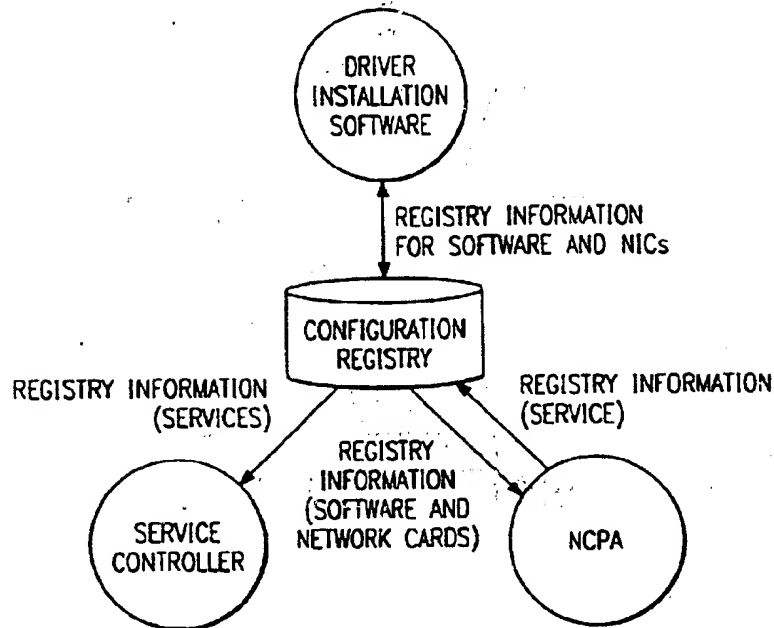 DRIVER
INSTALLATION
SOFTWARE
REGISTRY INFORMATION
FOR SOFTWARE AND NICs
CONFIGURATION
REGISTRY
REGISTRY INFORMATION
(SERVICES)
REGISTRY INFORMATION
(SERVICE)
REGISTRY
INFORMATION
(SOFTWARE AND
NETWORK CARDS)
SERVICE
CONTROLLER
NCPA